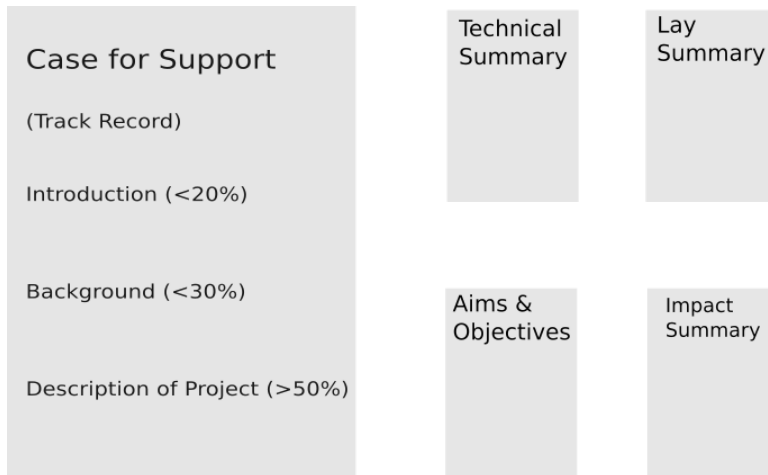 Case for Support
(Track Record)
Introduction (<20%)
Background (<30%)
Description of Project (>50%)
Technical
Summary
Lay
Summary
Aims &
Objectives
Impact
Summary